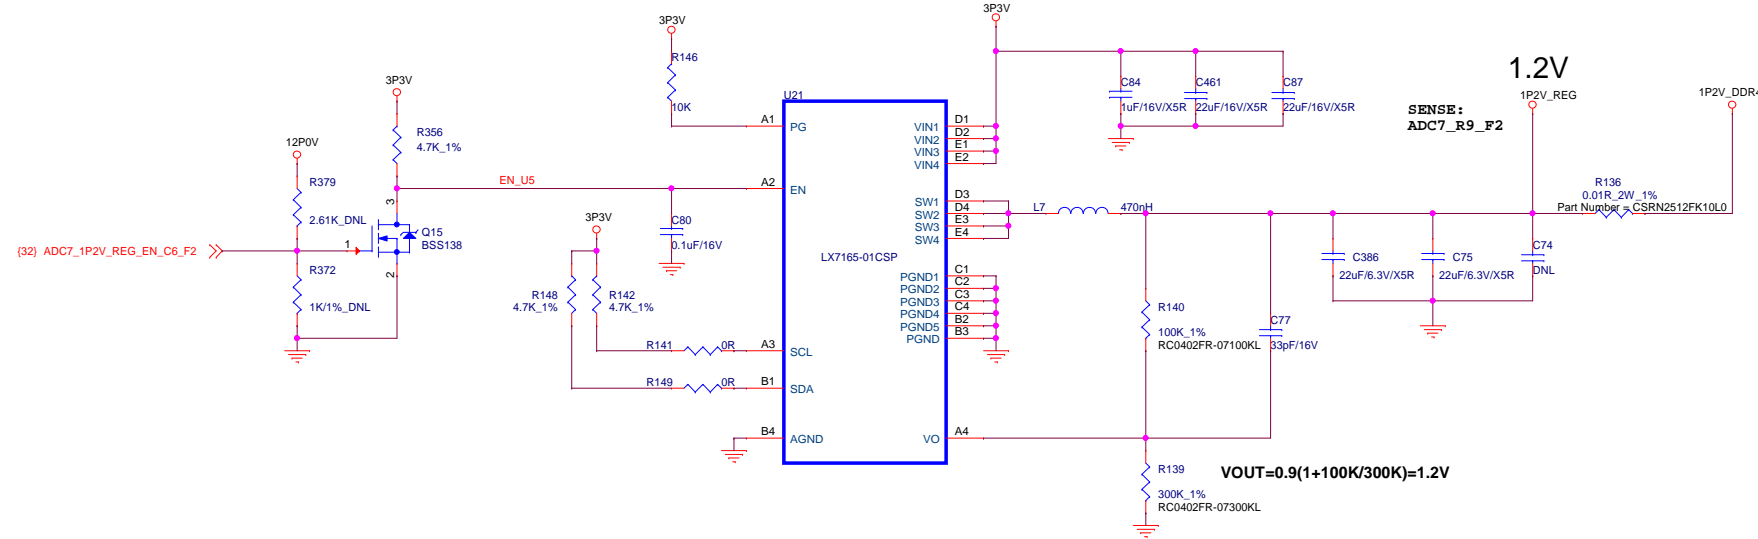 3P3V
R146
10K
3P3V
R356
4.7K_1%
12P0V
R379
2.61K_DNL
{32} ADC7_1P2V_REG_EN_C6_F2
R372
1K/1%_DNL
1
3
2
Q15
BSS138
EN_U5
C80
0.1uF/16V
3P3V
R148
4.7K_1%
R142
4.7K_1%
R141
0R
R149
0R
U21
A1
PG
A2
EN
A3
SCL
B1
SDA
B4
AGND
LX7165-01CSP
VIN1
D1
VIN2
D2
VIN3
E1
VIN4
E2
SW1
D3
SW2
D4
SW3
E3
SW4
E4
PGND1
C1
PGND2
C2
PGND3
C3
PGND4
C4
PGND5
B2
PGND
B3
VO
A4
3P3V
C84
1uF/16V/X5R
C461
22uF/16V/X5R
C87
22uF/16V/X5R
L7
470nH
R140
100K_1%
RC0402FR-07100KL
C77
33pF/16V
R139
300K_1%
RC0402FR-07300KL
VOUT=0.9(1+100K/300K)=1.2V
SENSE:
ADC7_R9_F2
1.2V
1P2V_REG
1P2V_DDR4
R136
0.01R_2W_1%
Part Number = CSRN2512FK10L0
C386
22uF/6.3V/X5R
C75
22uF/6.3V/X5R
C74
DNL